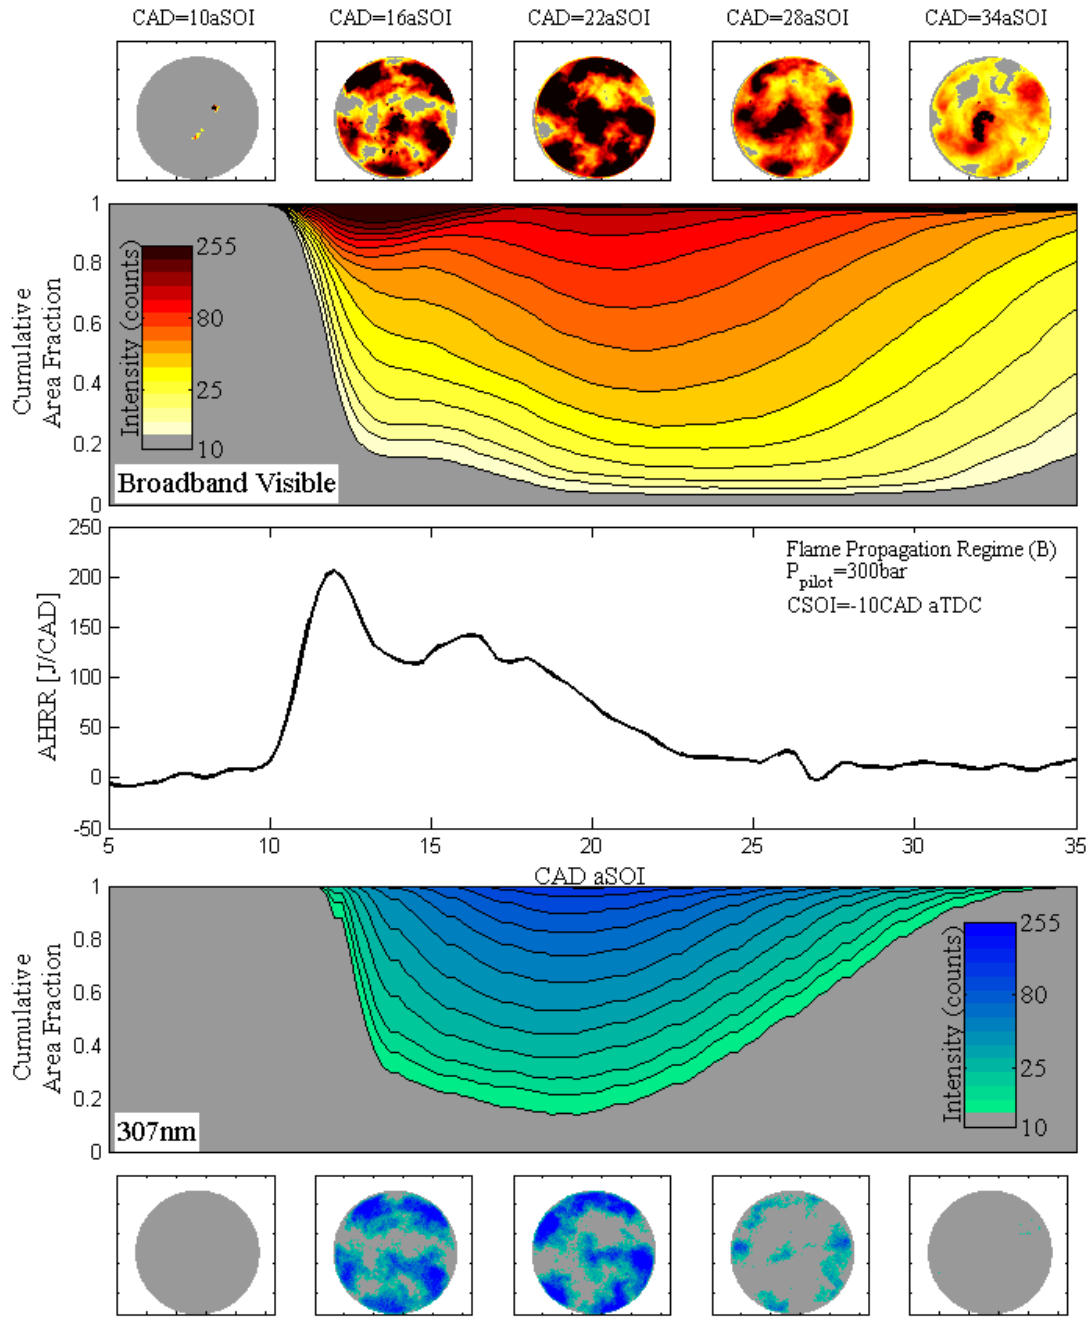 CAD=10aSOI CAD=16aSOI CAD=22aSOI CAD=28aSOI CAD=34aSOI
1
0.8
0.6
0.4
0.2
0
Cumulative
Area Fraction
Intensity (counts)
255
80
25
10
Broadband Visible
250
200
150
100
50
0
-50
AHRR [J/CAD]
Flame Propagation Regime (B)
P_pilot=300bar
CSOI=-10CAD aTDC
5 10 15 20 25 30 35
CAD aSOI
1
0.8
0.6
0.4
0.2
0
Cumulative
Area Fraction
Intensity (counts)
255
80
25
10
307nm